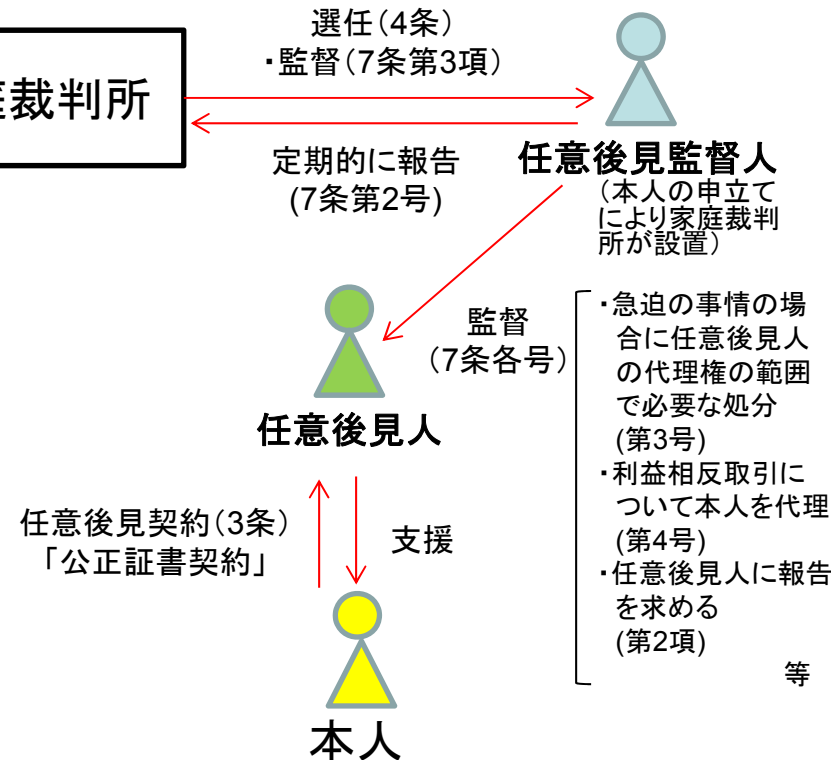 選任(4条)
・監督(7条第3項)
庭裁判所
定期的に報告
(7条第2号)
任意後見監督人
(本人の申立て
により家庭裁判
所が設置)
監督
(7条各号)
・急迫の事情の場
合に任意後見人
の代理権の範囲
で必要な処分
(第3号)
・利益相反取引に
ついて本人を代理
(第4号)
・任意後見人に報告
を求める
(第2項)
等
任意後見人
任意後見契約(3条)
「公正証書契約」
支援
本人